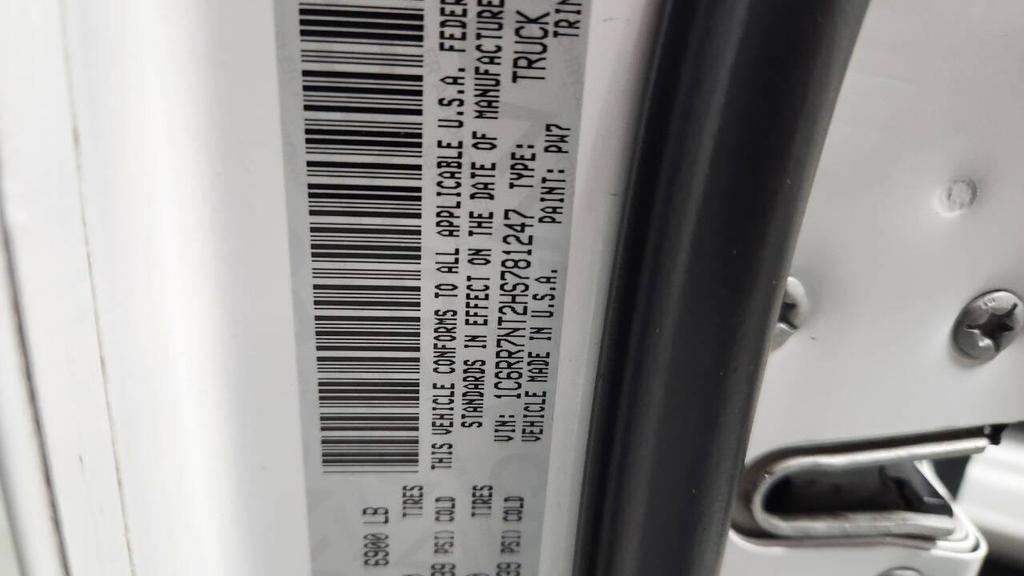 6900 LB
TIRES
39 PSI) COLD
TIRES
39 PSI) COLD
THIS VEHICLE CONFORMS TO ALL APPLICABLE U.S.A. FEDER
STANDARDS IN EFFECT ON THE DATE OF MANUFACTURE
VIN: 1C6RR7NT2HS781247 TYPE: TRUCK
VEHICLE MADE IN U.S.A. PAINT: PW7 TRIM